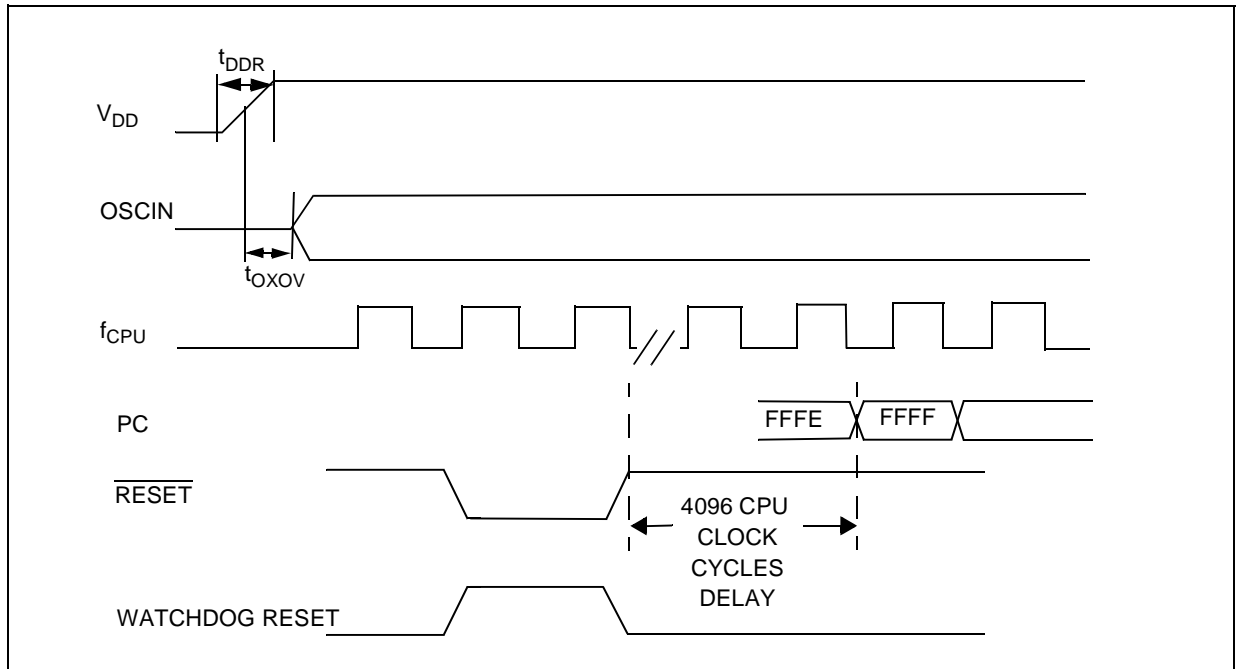 tDDR
VDD
OSCIN
tOXOV
fCPU
PC
FFFE
FFFF
RESET
4096 CPU
CLOCK
CYCLES
DELAY
WATCHDOG RESET